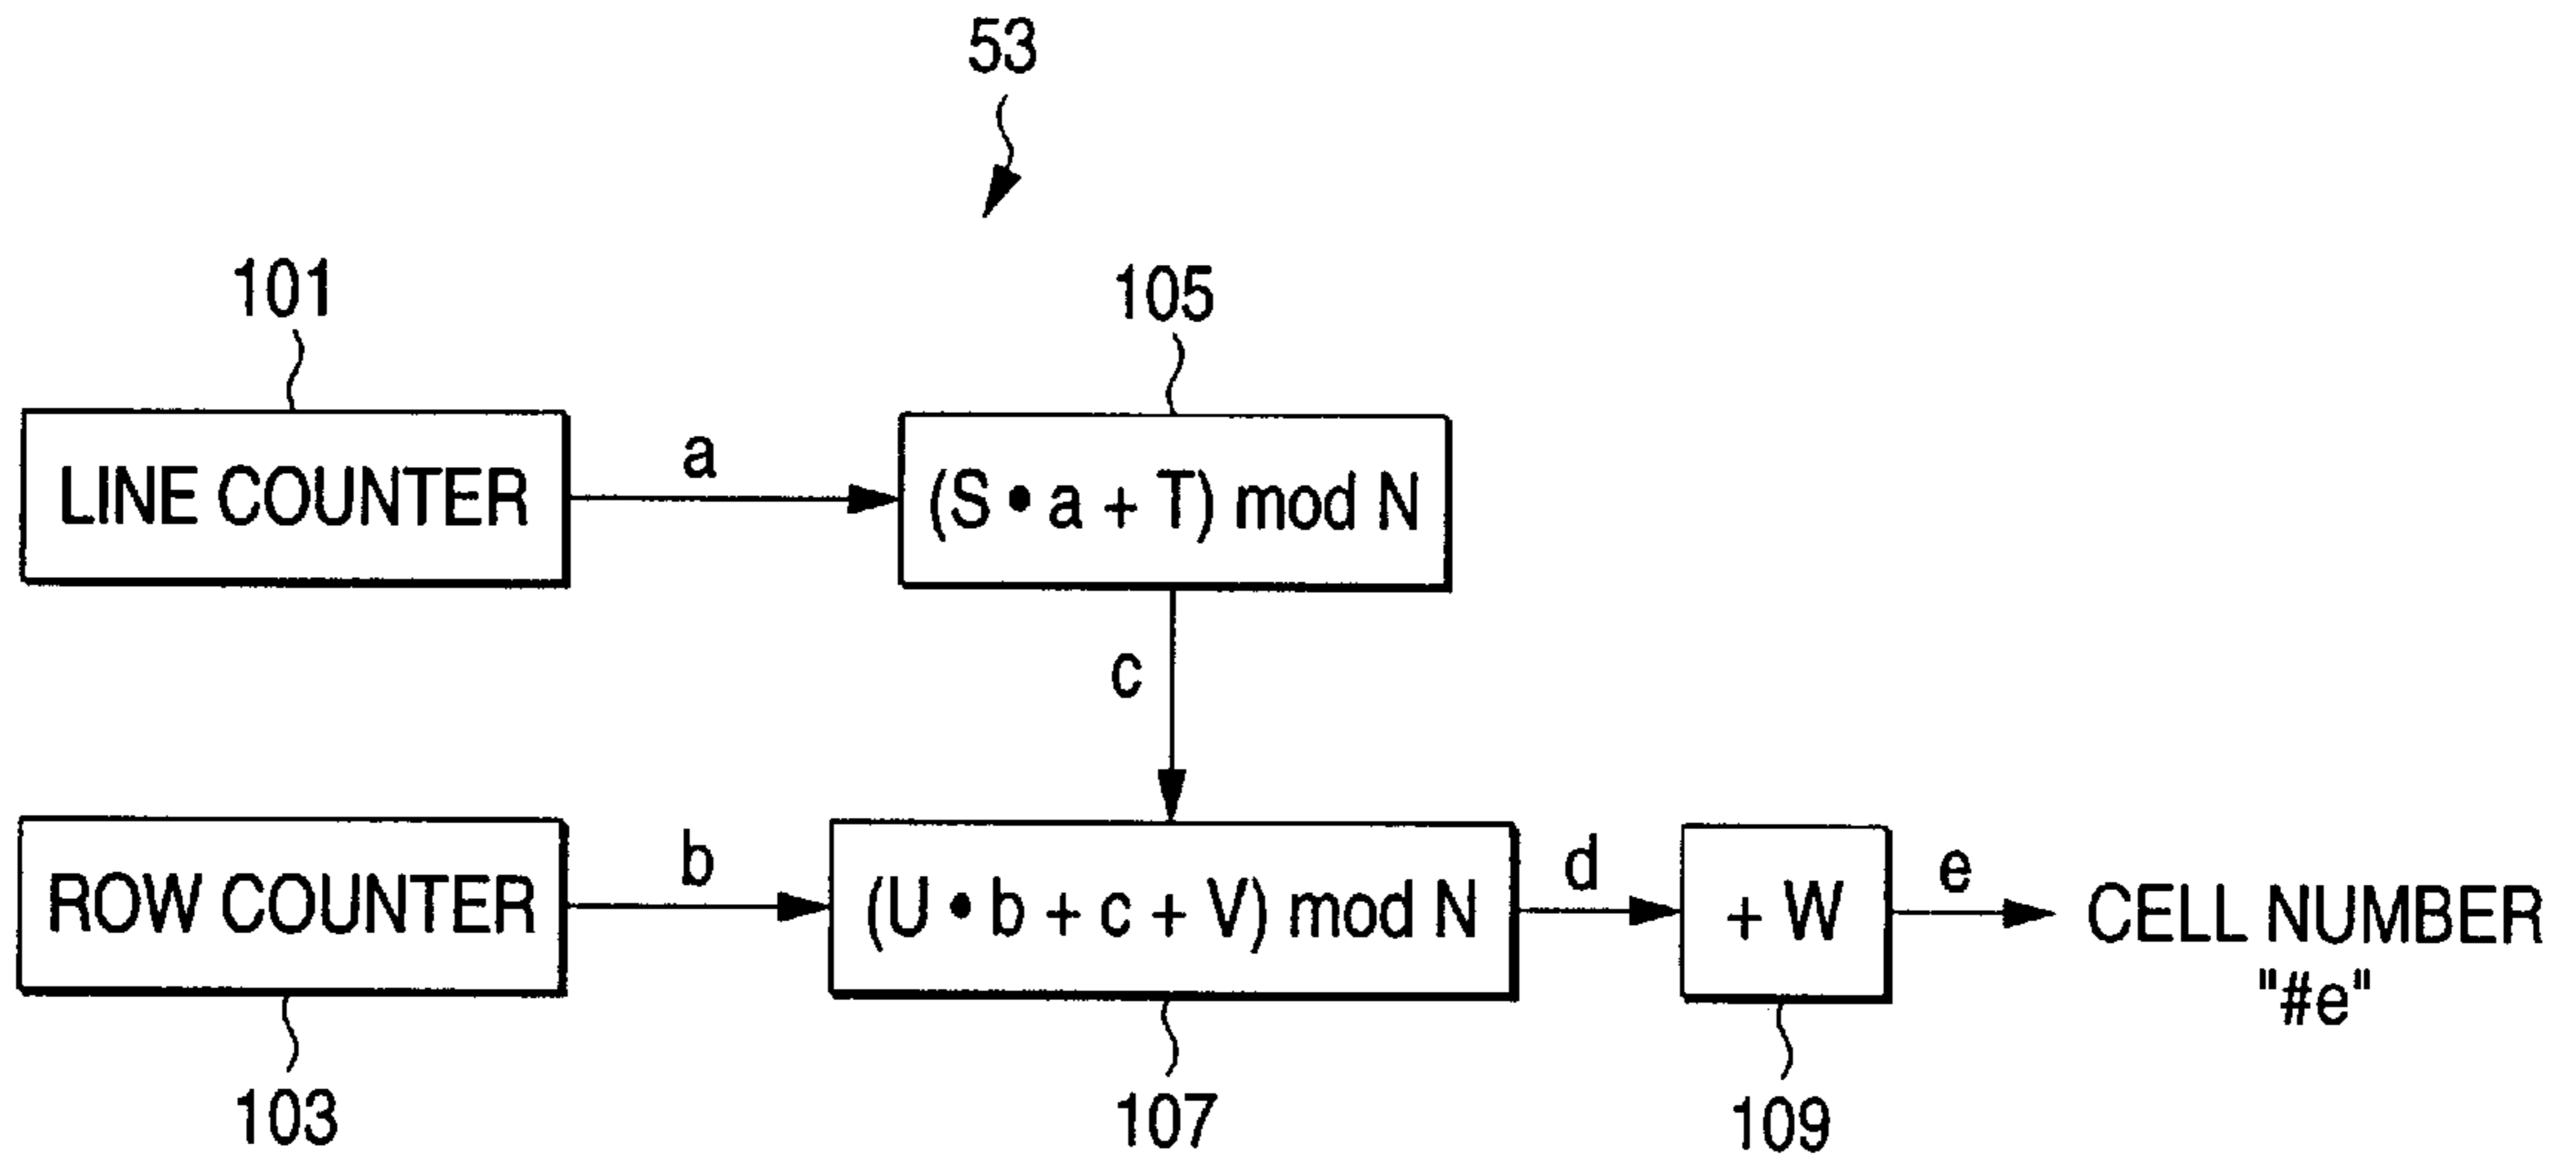 53
101
105
LINE COUNTER
a
(S • a + T) mod N
c
ROW COUNTER
b
(U • b + c + V) mod N
d
+ W
e
CELL NUMBER
"#e"
103
107
109